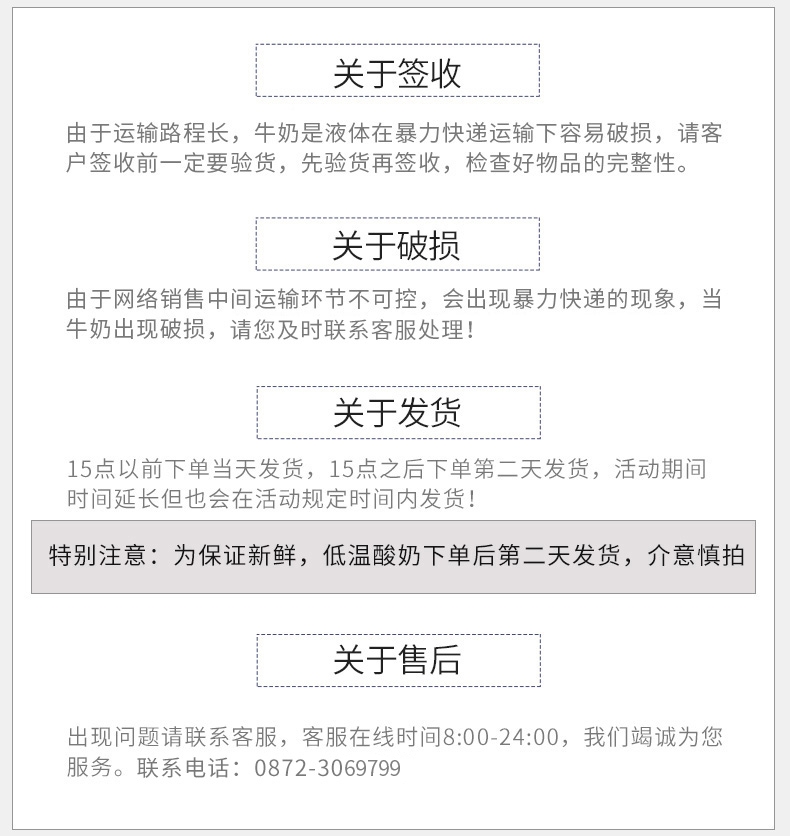 关于签收
由于运输路程长，牛奶是液体在暴力快递运输下容易破损，请客
户签收前一定要验货，先验货再签收，检查好物品的完整性。
关于破损
由于网络销售中间运输环节不可控，会出现暴力快递的现象，当
牛奶出现破损，请您及时联系客服处理！
关于发货
15点以前下单当天发货，15点之后下单第二天发货，活动期间
时间延长但也会在活动规定时间内发货！
特别注意：为保证新鲜，低温酸奶下单后第二天发货，介意慎拍
关于售后
出现问题请联系客服，客服在线时间8:00-24:00，我们竭诚为您
服务。联系电话：0872-3069799